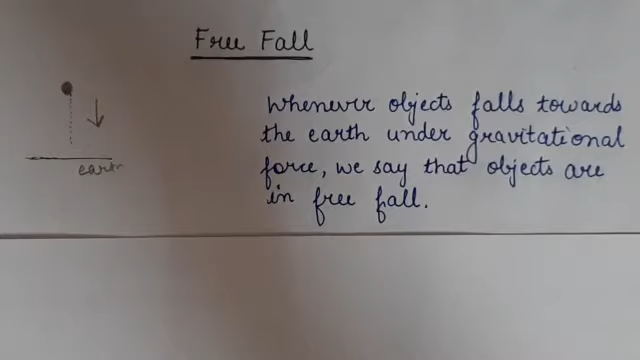 Free Fall
Whenever objects falls towards
the earth under gravitational
force, we say that objects are
in free fall.
earth